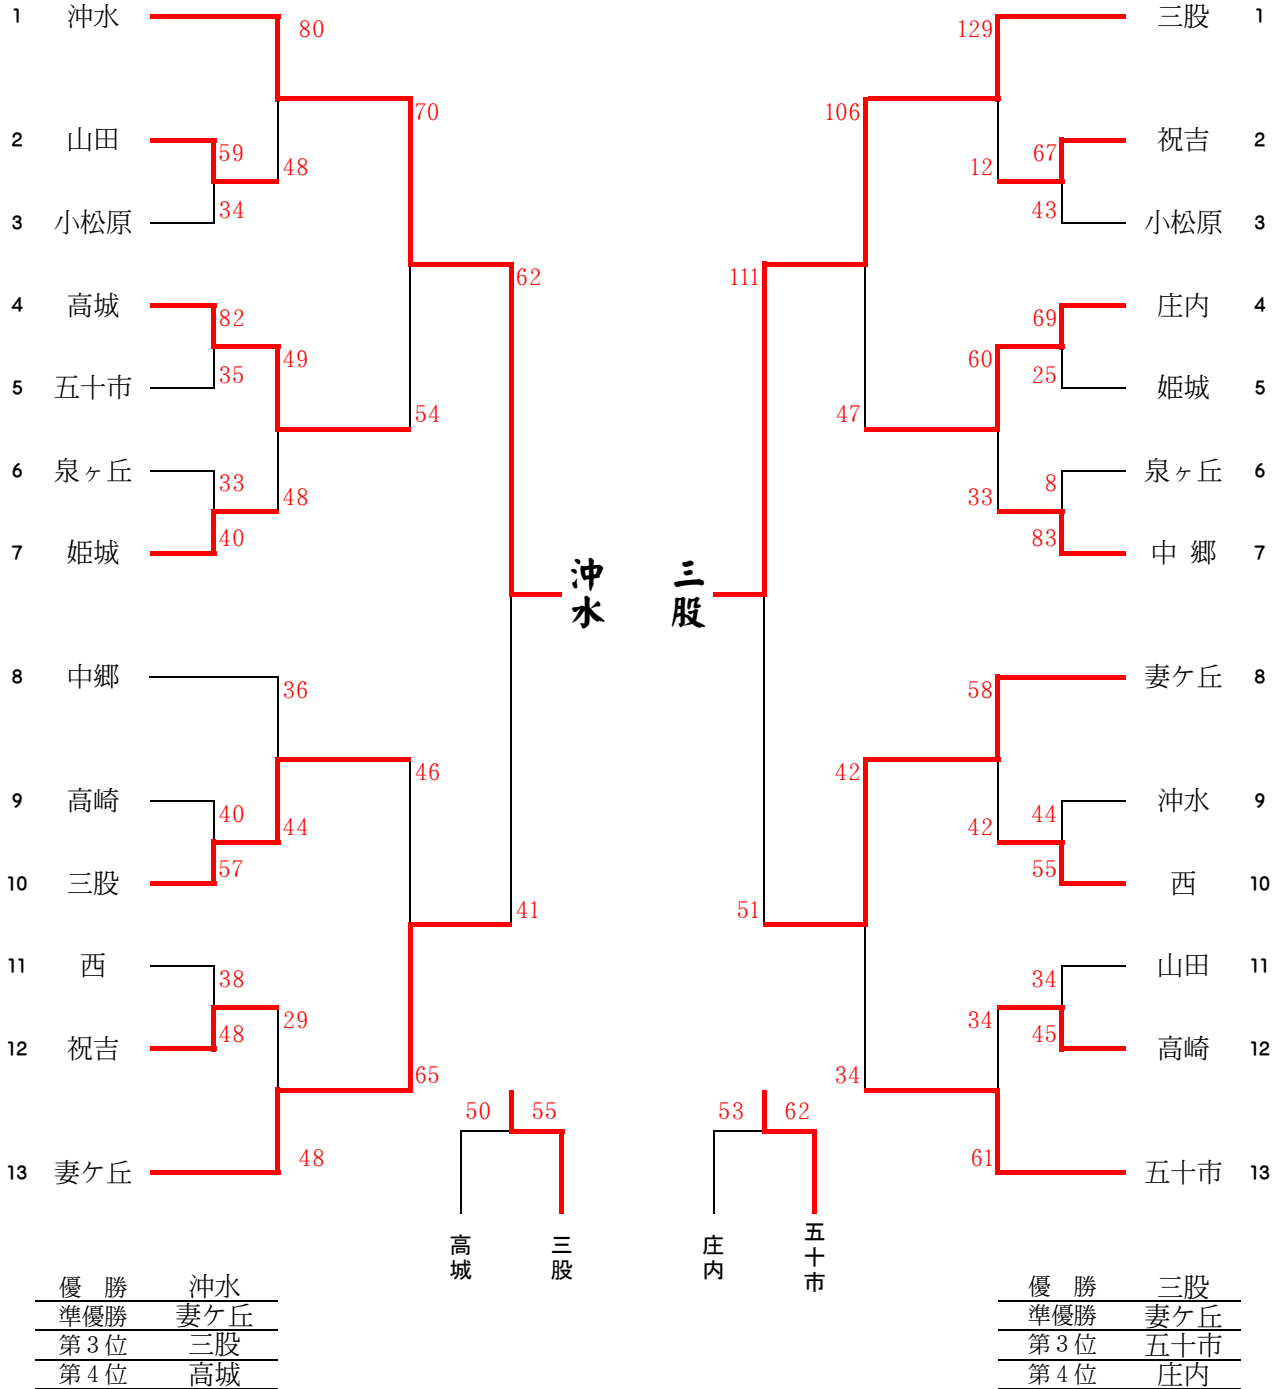 1 沖水 80 129 三股 1
70 106
2 山田 59 48 12 67 祝吉 2
3 小松原 34 43 小松原 3
62 111
4 高城 82 69 庄内 4
49 60
5 五十市 35 25 姫城 5
54 47
6 泉ヶ丘 33 48 33 8 泉ヶ丘 6
7 姫城 40 83 中 郷 7
沖水 三股
8 中郷 36 58 妻ケ丘 8
46 42
9 高崎 40 44 沖水 9
44 42
10 三股 57 55 西 10
41 51
11 西 38 34 山田 11
29 34
12 祝吉 48 45 高崎 12
65 34
50 55 53 62
13 妻ケ丘 48 61 五十市 13
高城 三股 庄内 五十市
優 勝 沖水
準優勝 妻ケ丘
第3位 三股
第4位 高城
優 勝 三股
準優勝 妻ケ丘
第3位 五十市
第4位 庄内